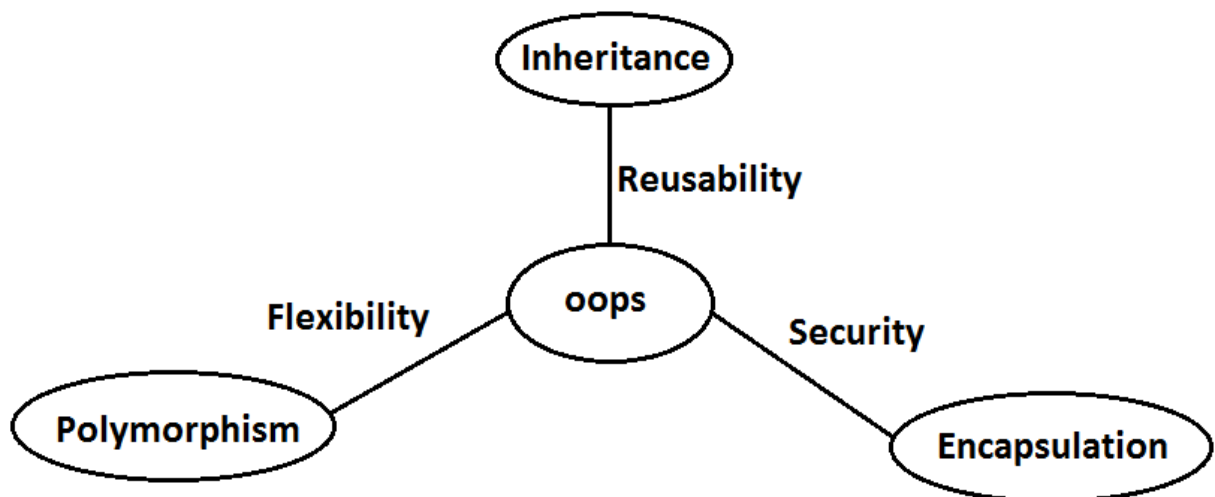 Inheritance
Reusability
oops
Flexibility
Security
Polymorphism
Encapsulation